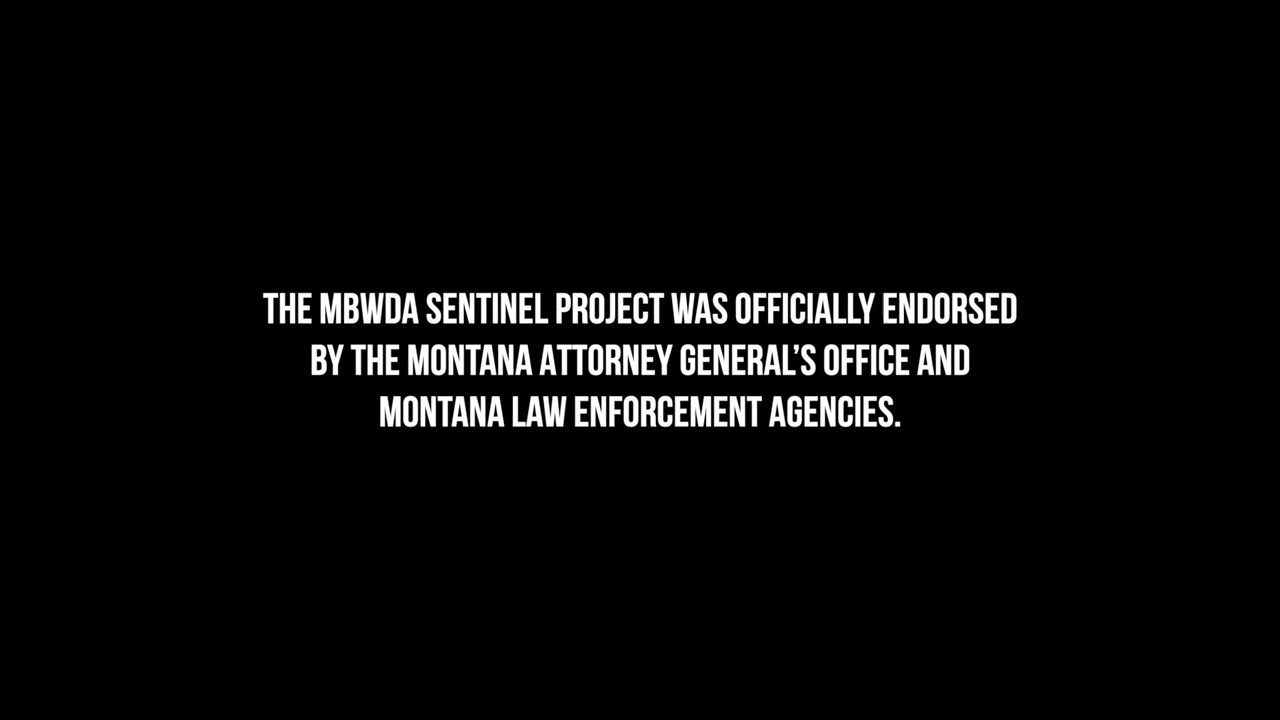 THE MBWDA SENTINEL PROJECT WAS OFFICIALLY ENDORSED
BY THE MONTANA ATTORNEY GENERAL’S OFFICE AND
MONTANA LAW ENFORCEMENT AGENCIES.